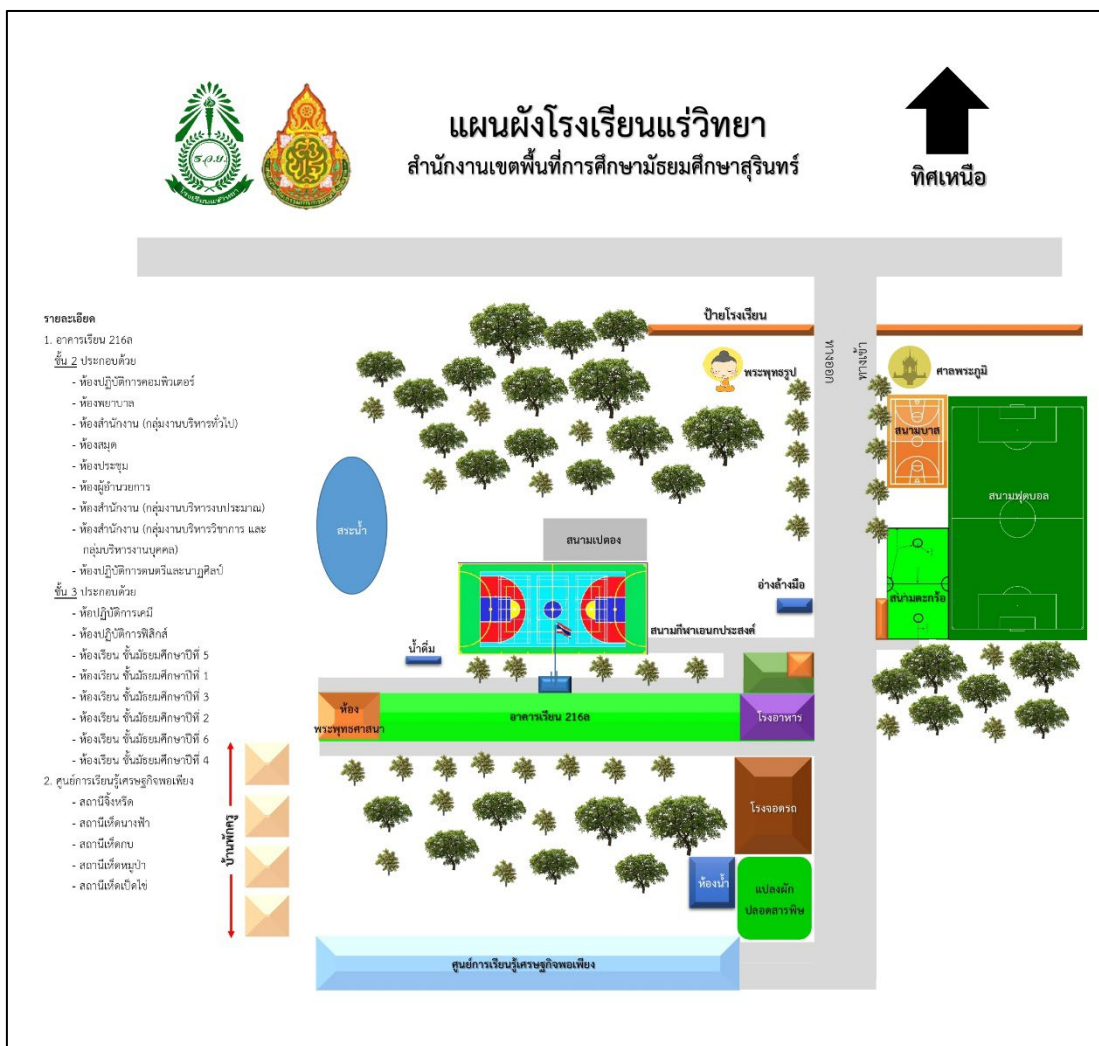 แผนผังโรงเรียนแร่วิทยา
สำนักงานเขตพื้นที่การศึกษามัธยมศึกษาสุรินทร์
ทิศเหนือ
ร.ว.ย.
โรงเรียนแร่วิทยา
รายละเอียด
1. อาคารเรียน 216ล
ชั้น 2 ประกอบด้วย
- ห้องปฏิบัติการคอมพิวเตอร์
- ห้องพยาบาล
- ห้องสำนักงาน (กลุ่มงานบริหารทั่วไป)
- ห้องสมุด
- ห้องประชุม
- ห้องผู้อำนวยการ
- ห้องสำนักงาน (กลุ่มงานบริหารงบประมาณ)
- ห้องสำนักงาน (กลุ่มงานบริหารวิชาการ และ
กลุ่มบริหารงานบุคคล)
- ห้องปฏิบัติการดนตรีและนาฏศิลป์
ชั้น 3 ประกอบด้วย
- ห้อปฏิบัติการเคมี
- ห้องปฏิบัติการฟิสิกส์
- ห้องเรียน ชั้นมัธยมศึกษาปีที่ 5
- ห้องเรียน ชั้นมัธยมศึกษาปีที่ 1
- ห้องเรียน ชั้นมัธยมศึกษาปีที่ 3
- ห้องเรียน ชั้นมัธยมศึกษาปีที่ 2
- ห้องเรียน ชั้นมัธยมศึกษาปีที่ 6
- ห้องเรียน ชั้นมัธยมศึกษาปีที่ 4
2. ศูนย์การเรียนรู้เศรษฐกิจพอเพียง
- สถานีจิ้งหรีด
- สถานีเห็ดนางฟ้า
- สถานีเห็ดกบ
- สถานีเห็ดหมูป่า
- สถานีเห็ดเป็ดไข่
ป้ายโรงเรียน
ทางออก
ทางเข้า
พระพุทธรูป
ศาลพระภูมิ
สนามบาส
สนามฟุตบอล
สระน้ำ
สนามเปตอง
อ่างล้างมือ
สนามตะกร้อ
สนามกีฬาเอนกประสงค์
น้ำดื่ม
ห้อง
พระพุทธศาสนา
อาคารเรียน 216ล
โรงอาหาร
บ้านพักครู
โรงจอดรถ
ห้องน้ำ
แปลงผัก
ปลอดสารพิษ
ศูนย์การเรียนรู้เศรษฐกิจพอเพียง